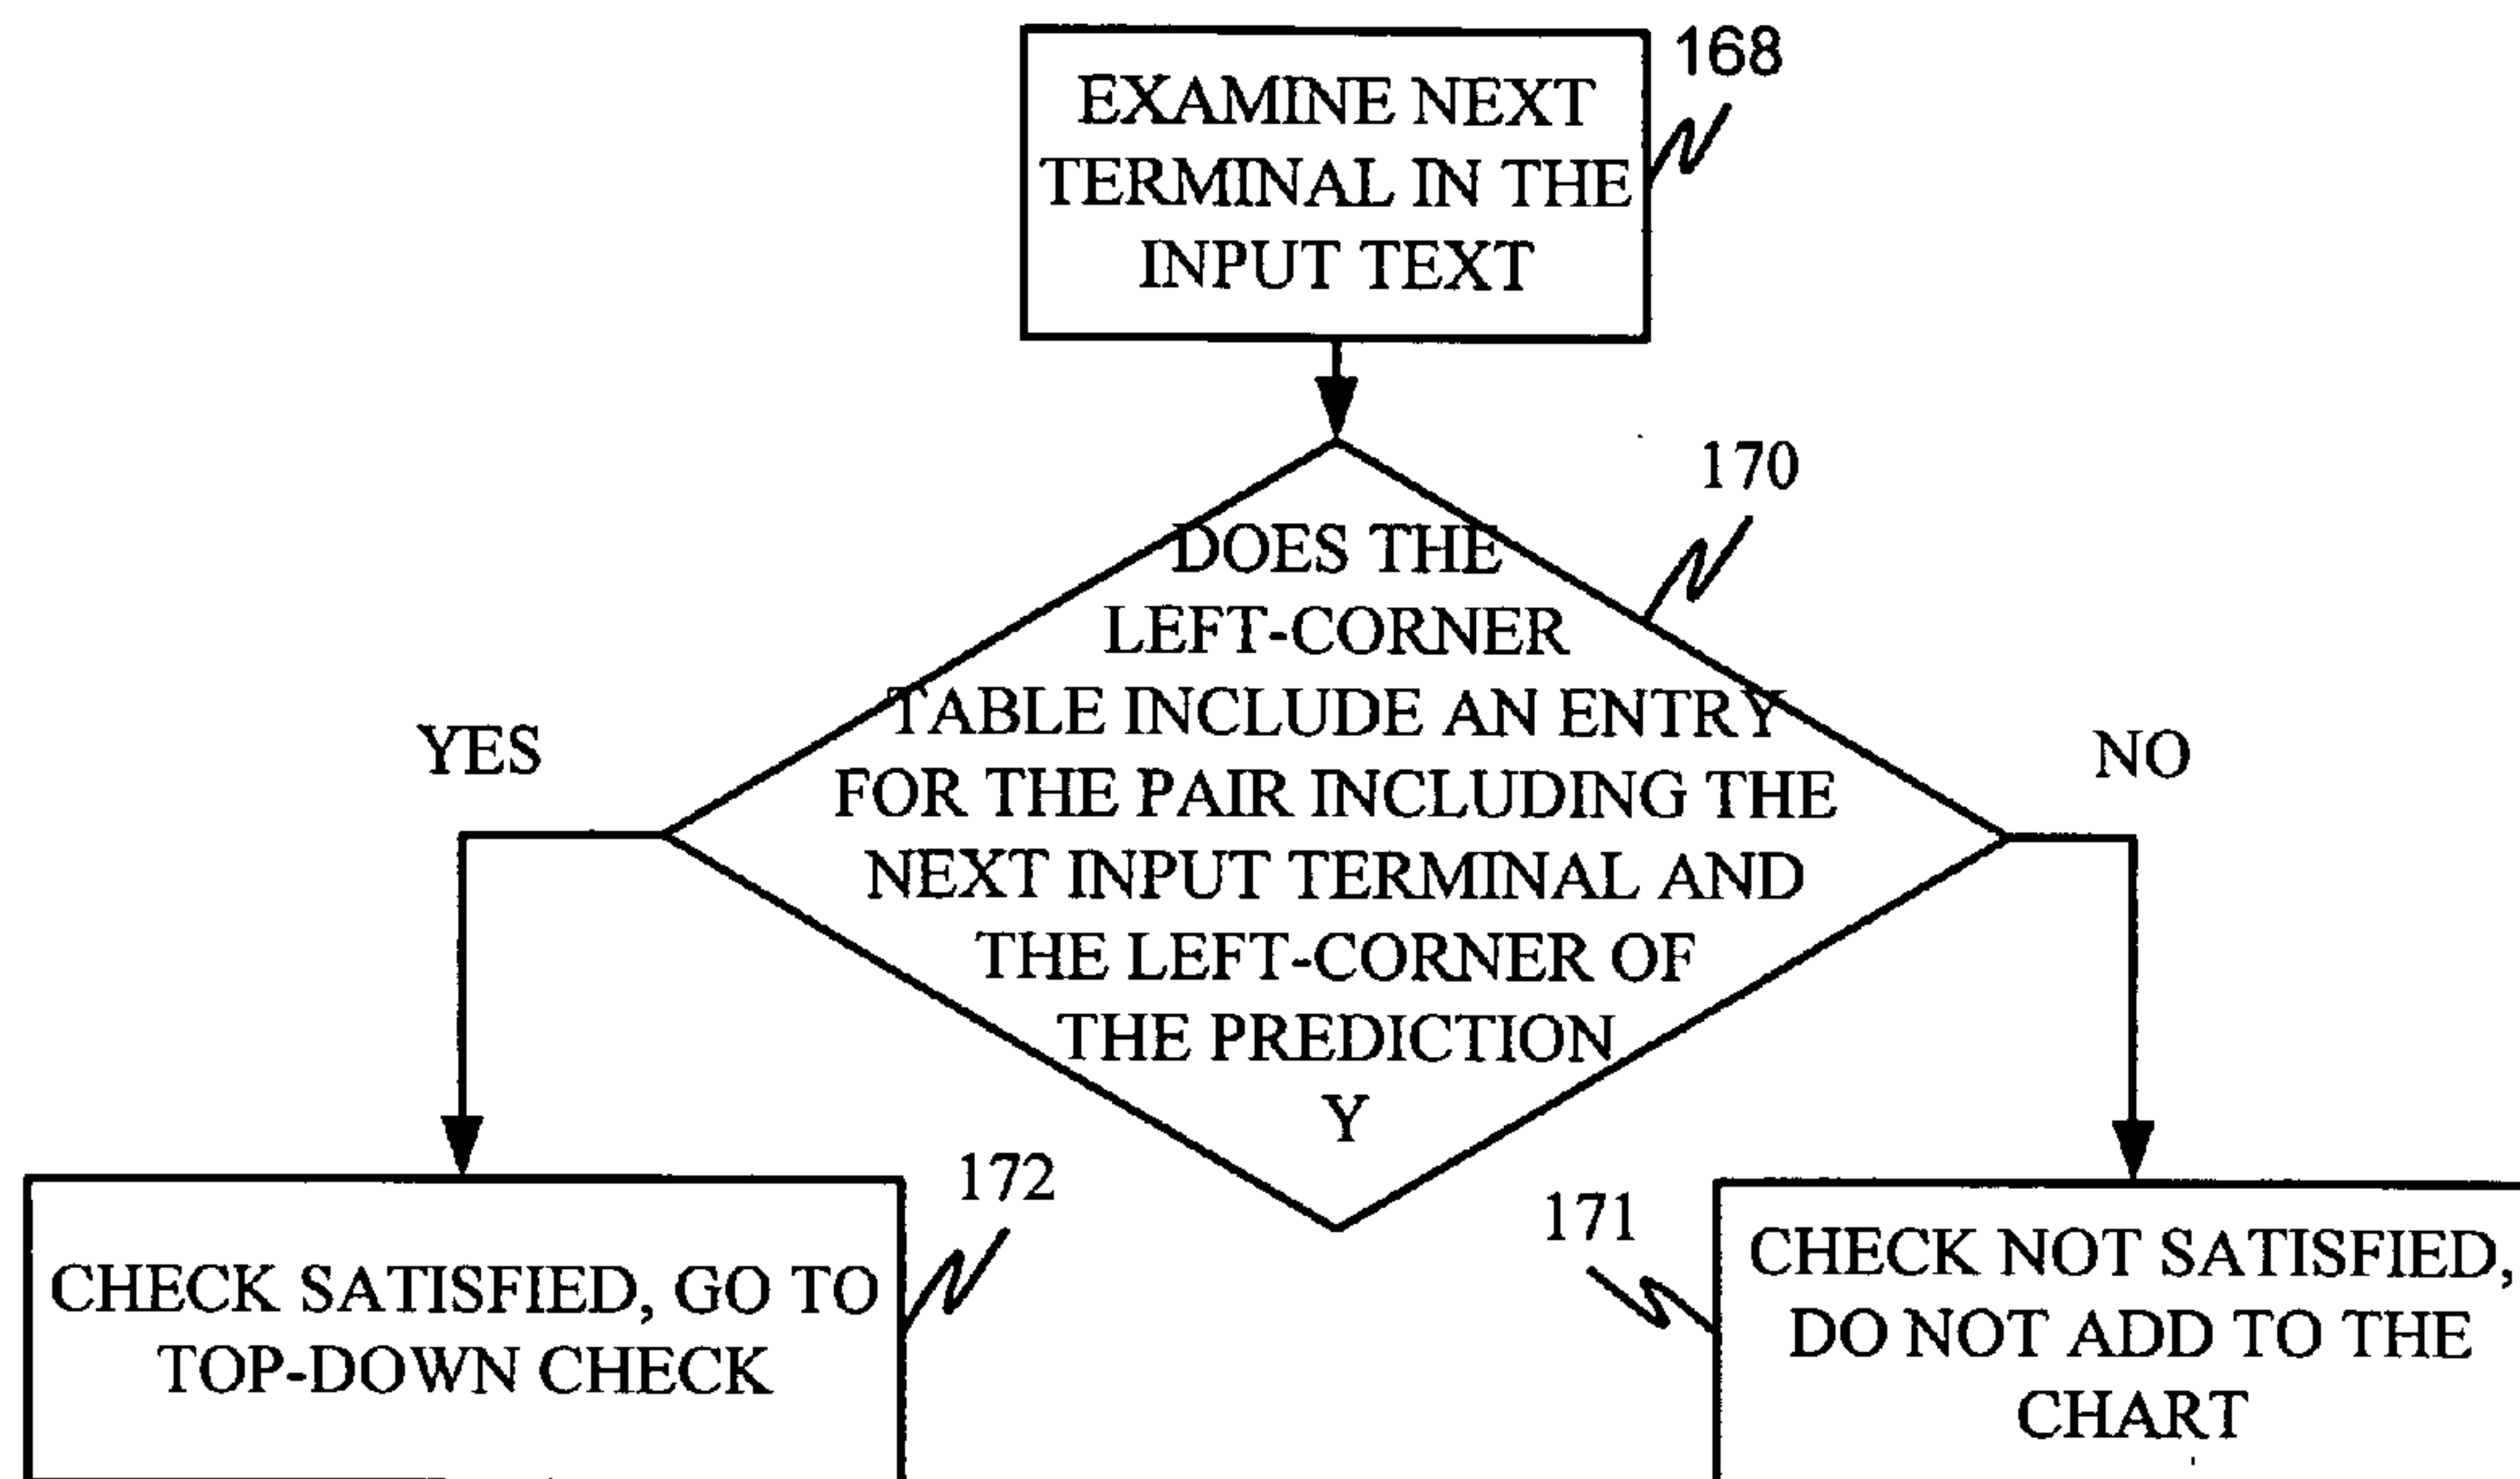 168
EXAMINE NEXT
TERMINAL IN THE
INPUT TEXT
170
DOES THE
LEFT-CORNER
TABLE INCLUDE AN ENTRY
FOR THE PAIR INCLUDING THE
NEXT INPUT TERMINAL AND
THE LEFT-CORNER OF
THE PREDICTION
Y
YES
NO
172
CHECK SATISFIED, GO TO
TOP-DOWN CHECK
171
CHECK NOT SATISFIED,
DO NOT ADD TO THE
CHART